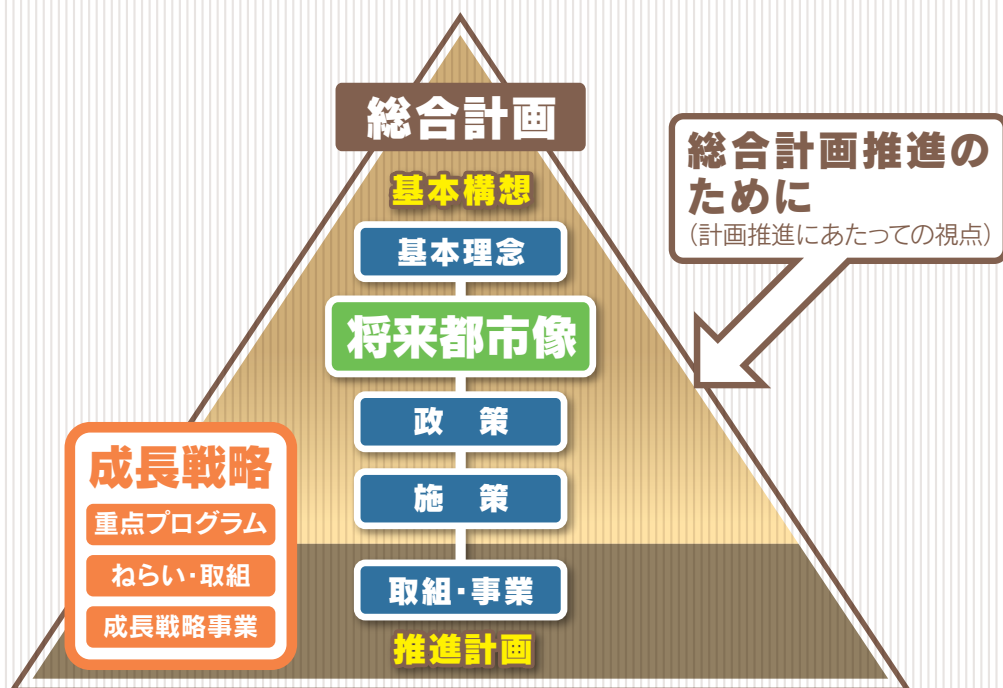 総合計画
基本構想
基本理念
将来都市像
政　策
施　策
取組・事業
推進計画
総合計画推進の
ために
(計画推進にあたっての視点)
成長戦略
重点プログラム
ねらい・取組
成長戦略事業